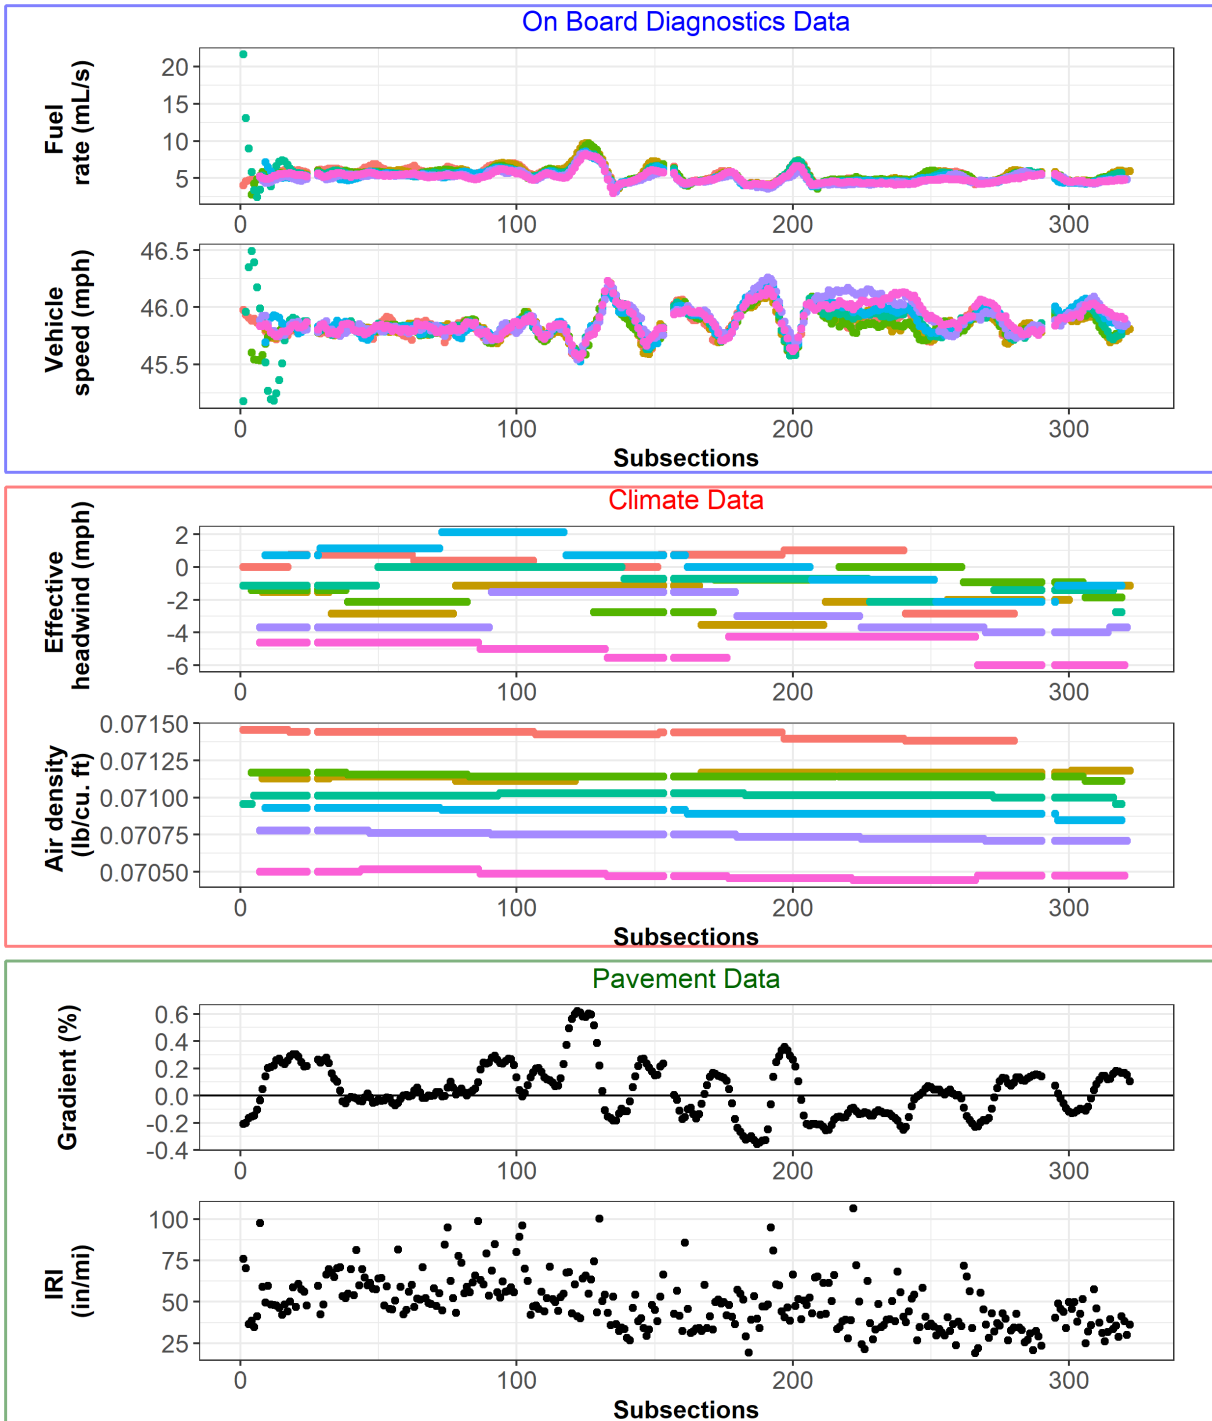 On Board Diagnostics Data
Fuel
rate (mL/s)
20
15
10
5
0 100 200 300
Vehicle
speed (mph)
46.5
46.0
45.5
0 100 200 300
Subsections
Climate Data
Effective
headwind (mph)
2
0
-2
-4
-6
0 100 200 300
Air density
(lb/cu. ft)
0.07150
0.07125
0.07100
0.07075
0.07050
0 100 200 300
Subsections
Pavement Data
Gradient (%)
0.6
0.4
0.2
0.0
-0.2
-0.4
0 100 200 300
IRI
(in/mi)
100
75
50
25
0 100 200 300
Subsections